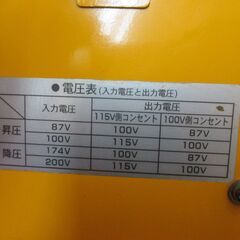 ●電圧表(入力電圧と出力電圧)
入力電圧 出力電圧
115V側コンセント 100V側コンセント
昇圧 87V 100V 87V
100V 115V 100V
降圧 174V 100V 87V
200V 115V 100V